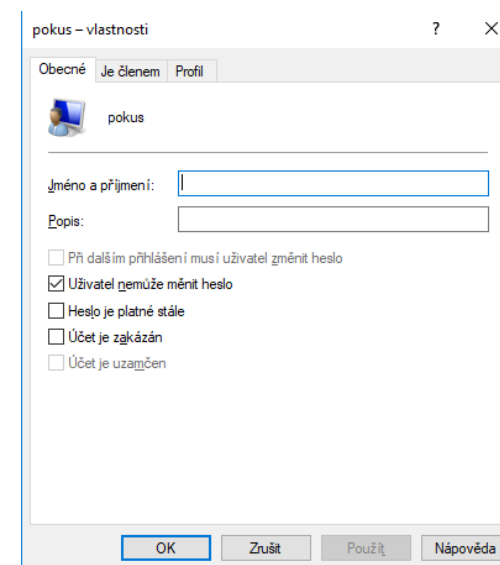 pokus – vlastnosti ? ×
Obecné Je členem Profil
pokus
Jméno a příjmení:
Popis:
Při dalším přihlášení musí uživatel změnit heslo
Uživatel nemůže měnit heslo
Heslo je platné stále
Účet je zakázán
Účet je uzamčen
OK Zrušit Použít Nápověda